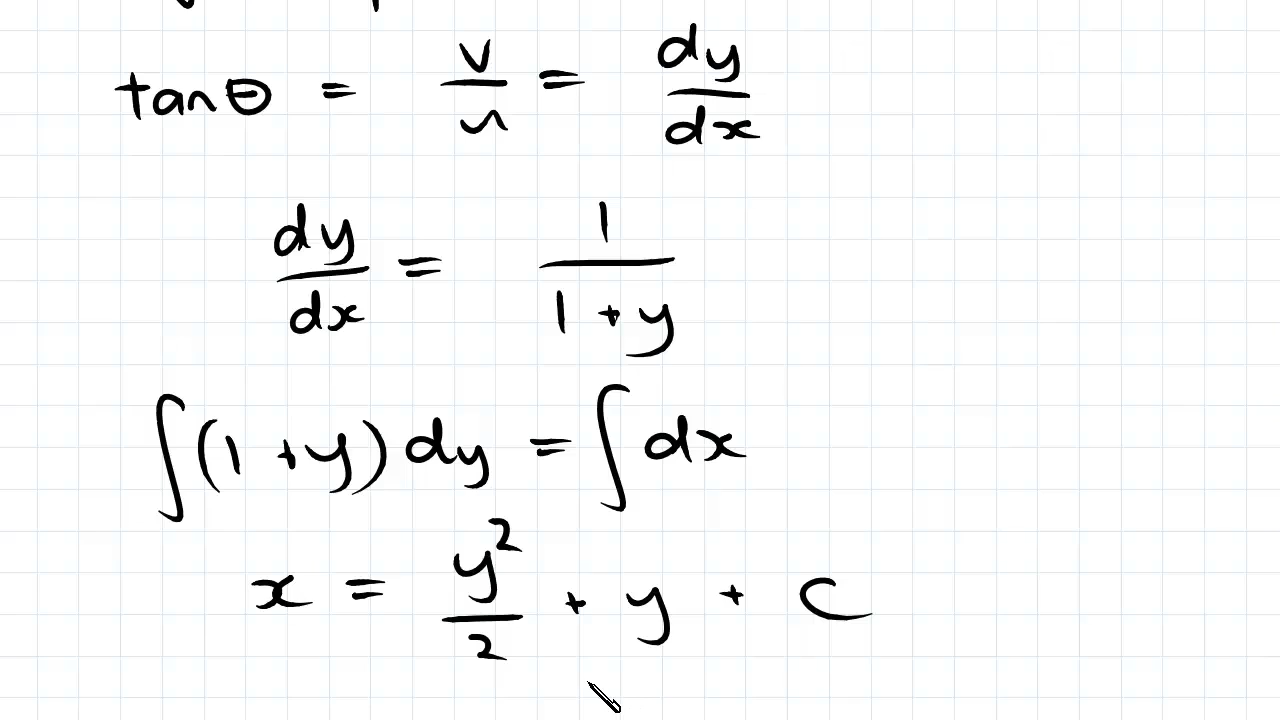 tanθ = v/u = dy/dx
dy/dx = 1/(1 + y)
∫(1 + y) dy = ∫dx
x = y²/2 + y + C